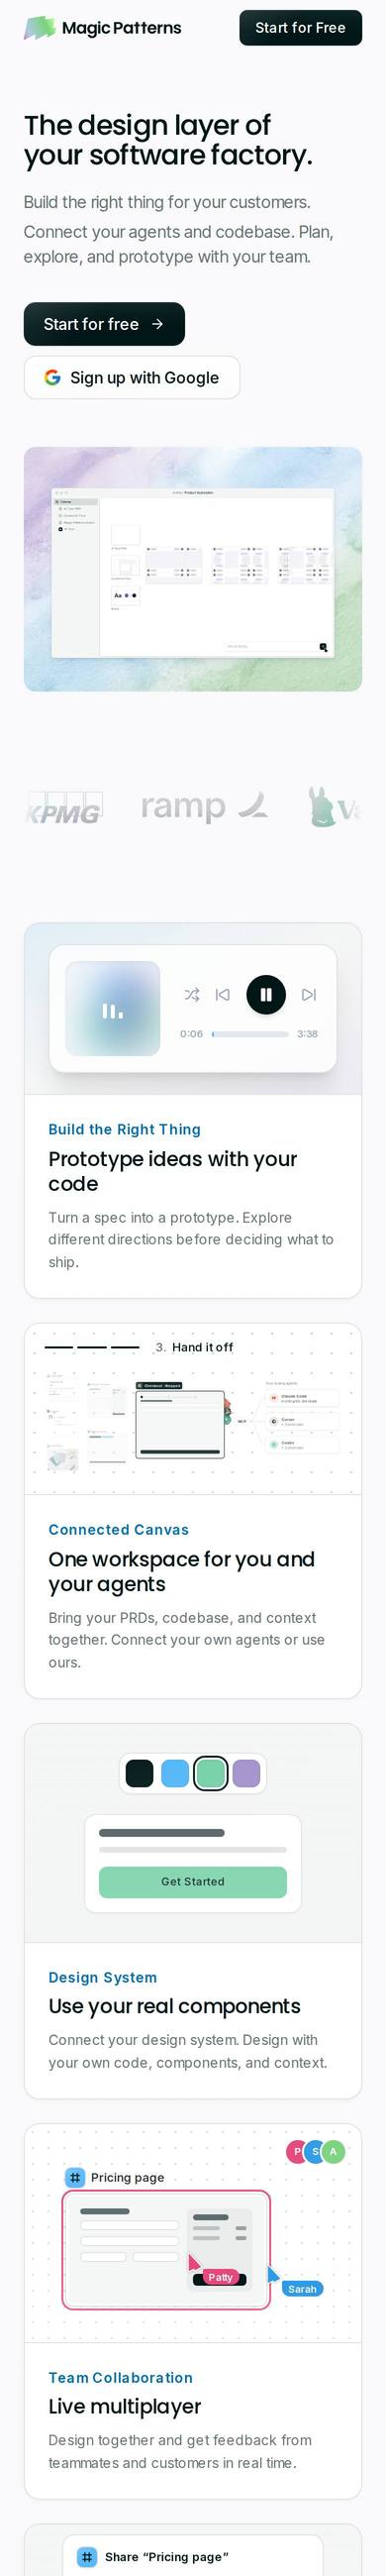 Magic Patterns
Start for Free
The design layer of
your software factory.
Build the right thing for your customers.
Connect your agents and codebase. Plan,
explore, and prototype with your team.
Start for free
Sign up with Google
Aa
KPMG
ramp
0:06
3:38
Build the Right Thing
Prototype ideas with your
code
Turn a spec into a prototype. Explore
different directions before deciding what to
ship.
3. Hand it off
Claude Code
Cursor
Connected Canvas
One workspace for you and
your agents
Bring your PRDs, codebase, and context
together. Connect your own agents or use
ours.
Get Started
Design System
Use your real components
Connect your design system. Design with
your own code, components, and context.
P S A
Pricing page
Patty
Sarah
Team Collaboration
Live multiplayer
Design together and get feedback from
teammates and customers in real time.
Share “Pricing page”